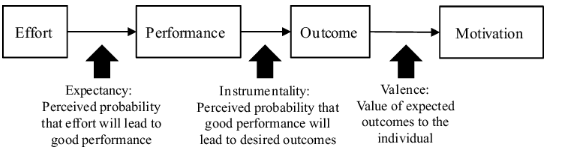 Effort
Performance
Outcome
Motivation
Expectancy:
Perceived probability
that effort will lead to
good performance
Instrumentality:
Perceived probability that
good performance will
lead to desired outcomes
Valence:
Value of expected
outcomes to the
individual